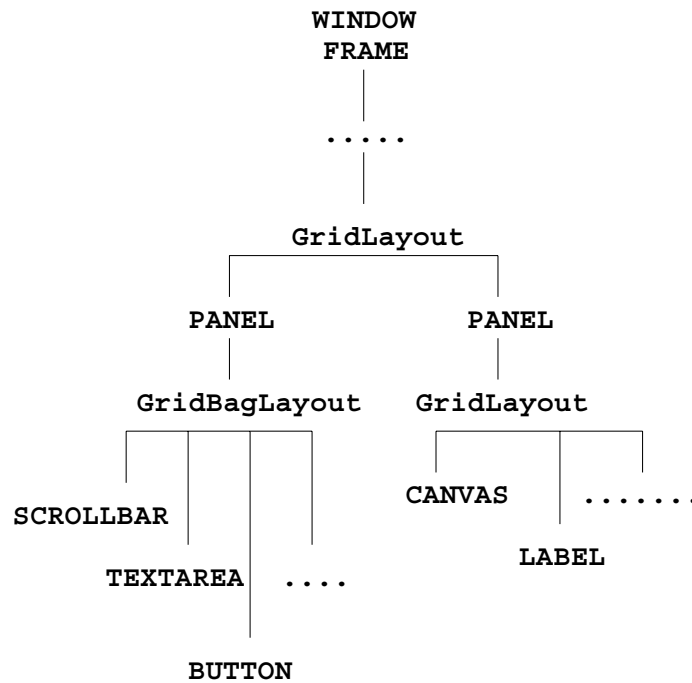 WINDOW
FRAME
.....
GridLayout
PANEL PANEL
GridBagLayout GridLayout
CANVAS .......
SCROLLBAR
LABEL
TEXTAREA ....
BUTTON